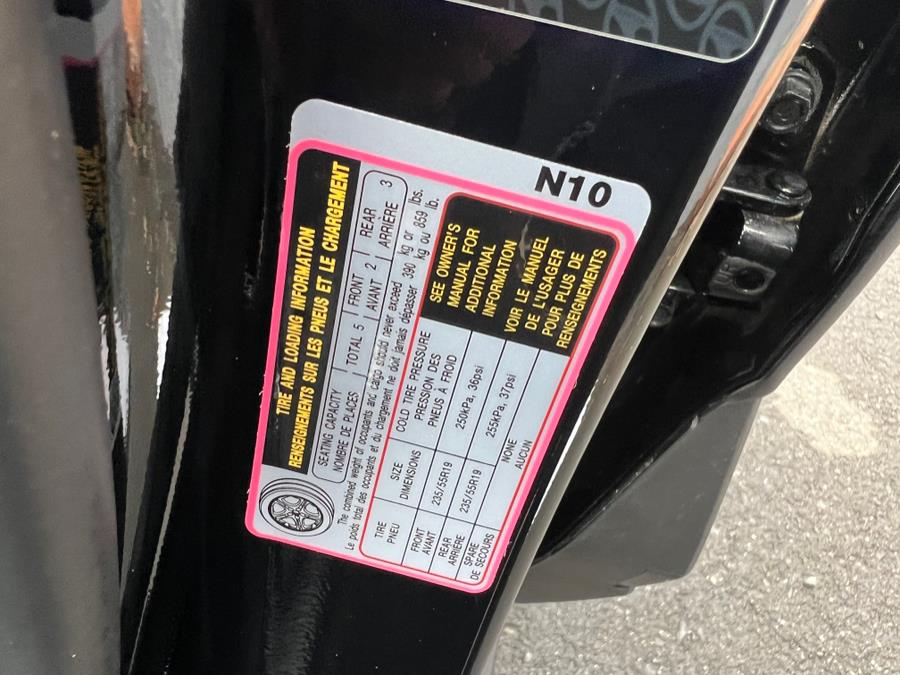 N10
TIRE AND LOADING INFORMATION
RENSEIGNEMENTS SUR LES PNEUS ET LE CHARGEMENT
SEATING CAPACITY
NOMBRE DE PLACES
TOTAL 5
FRONT
AVANT 2
REAR
ARRIÈRE 3
The combined weight of occupants and cargo should never exceed 390 kg or 859 lbs.
Le poids total des occupants et du chargement ne doit jamais dépasser 390 kg ou 859 lb.
TIRE
PNEU
SIZE
DIMENSIONS
COLD TIRE PRESSURE
PRESSION DES
PNEUS À FROID
FRONT
AVANT
235/55R19
250kPa, 36psi
REAR
ARRIÈRE
235/55R19
255kPa, 37psi
SPARE
DE SECOURS
NONE
AUCUN
SEE OWNER'S
MANUAL FOR
ADDITIONAL
INFORMATION
VOIR LE MANUEL
DE L'USAGER
POUR PLUS DE
RENSEIGNEMENTS